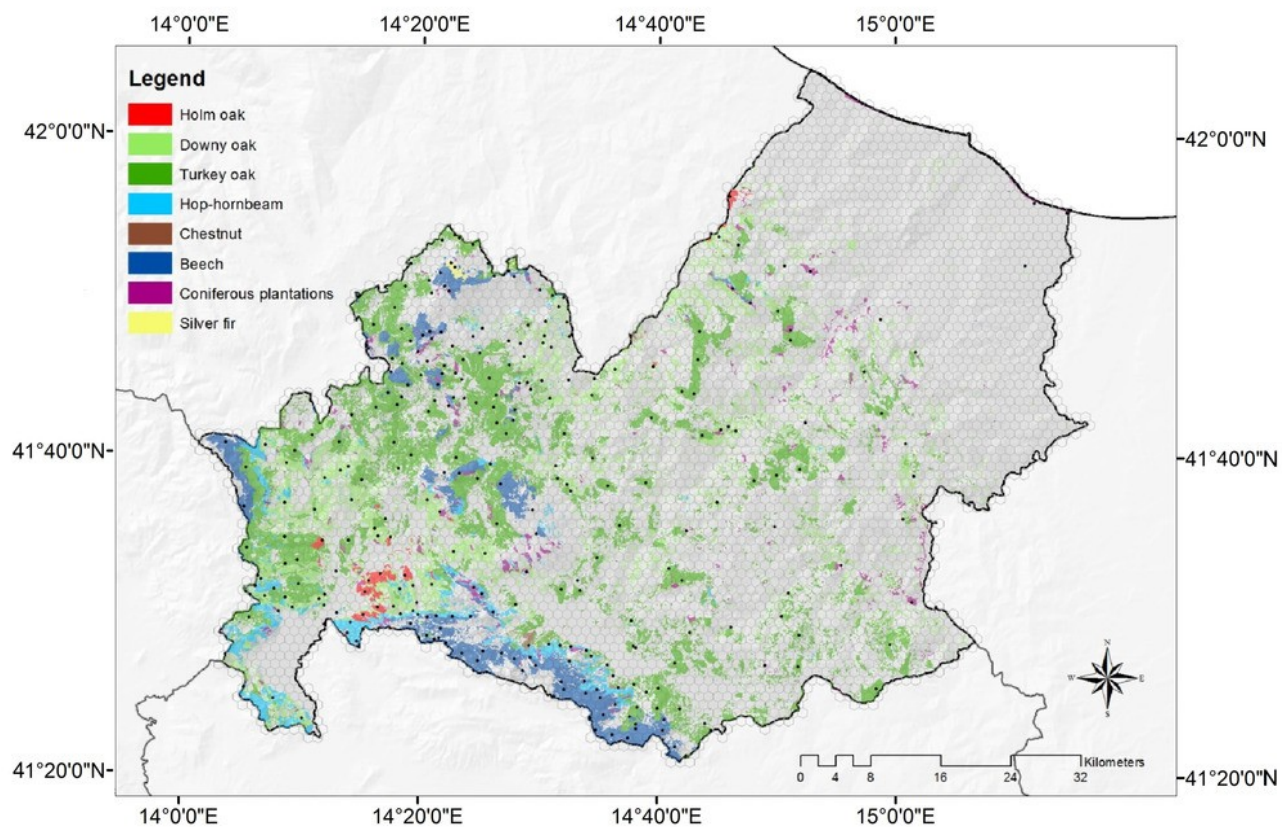 14°0'0"E 14°20'0"E 14°40'0"E 15°0'0"E
Legend
Holm oak
Downy oak
Turkey oak
Hop-hornbeam
Chestnut
Beech
Coniferous plantations
Silver fir
42°0'0"N 42°0'0"N
41°40'0"N 41°40'0"N
41°20'0"N 41°20'0"N
N
W E
S
Kilometers
0 4 8 16 24 32
14°0'0"E 14°20'0"E 14°40'0"E 15°0'0"E